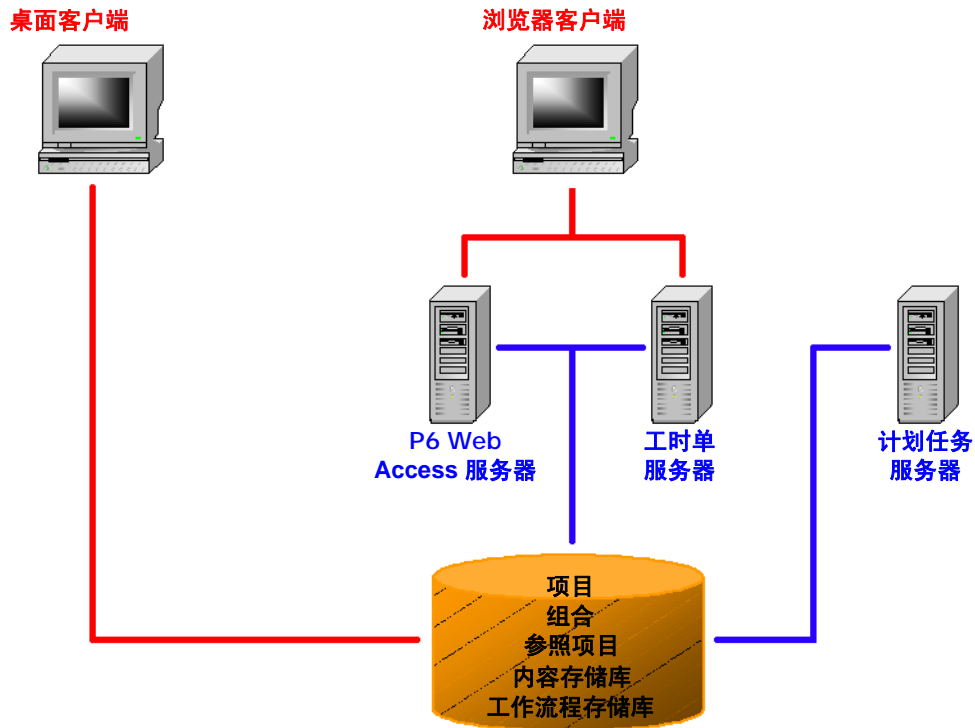 桌面客户端
浏览器客户端
P6 Web
Access 服务器
工时单
服务器
计划任务
服务器
项目
组合
参照项目
内容存储库
工作流程存储库